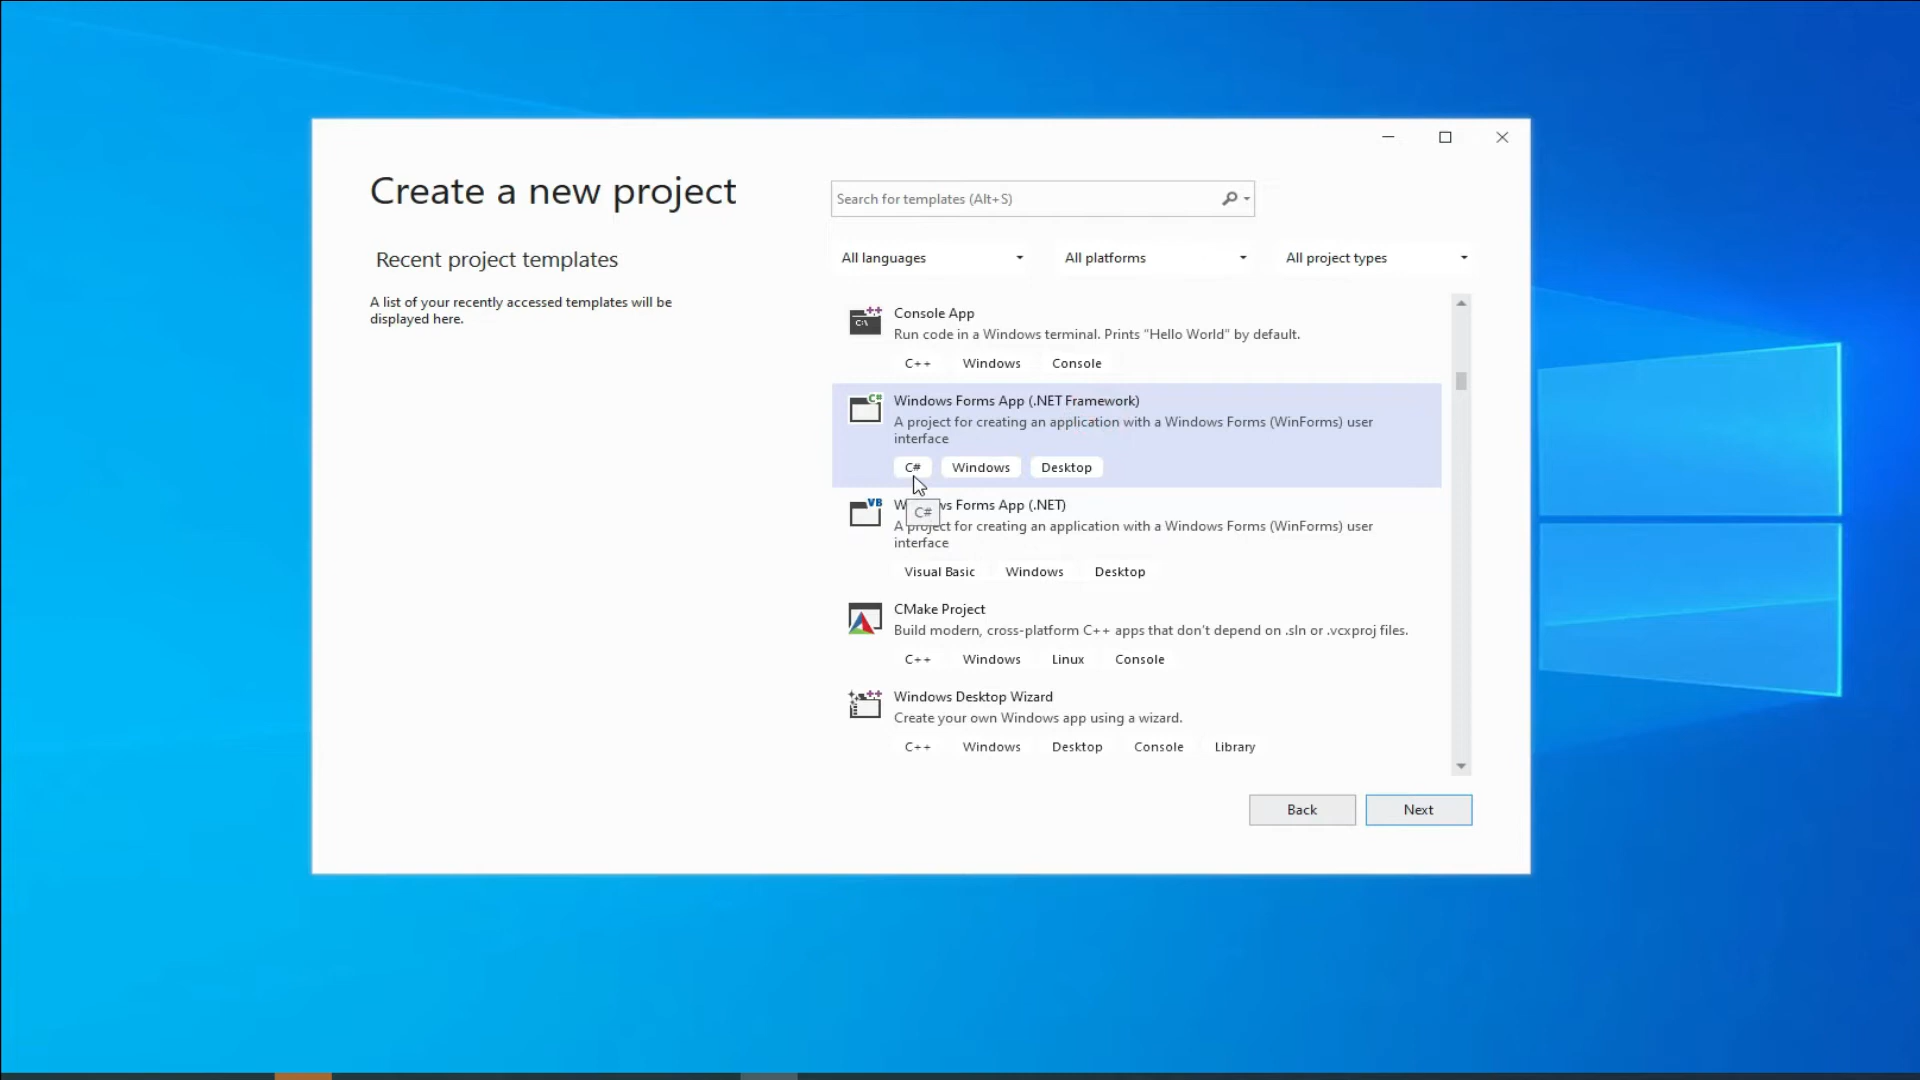 Create a new project
Search for templates (Alt+S)
Recent project templates
All languages
All platforms
All project types
A list of your recently accessed templates will be
displayed here.
Console App
Run code in a Windows terminal. Prints "Hello World" by default.
C++ Windows Console
Windows Forms App (.NET Framework)
A project for creating an application with a Windows Forms (WinForms) user
interface
C# Windows Desktop
C#
Forms App (.NET)
A project for creating an application with a Windows Forms (WinForms) user
interface
Visual Basic Windows Desktop
CMake Project
Build modern, cross-platform C++ apps that don't depend on .sln or .vcxproj files.
C++ Windows Linux Console
Windows Desktop Wizard
Create your own Windows app using a wizard.
C++ Windows Desktop Console Library
Back
Next